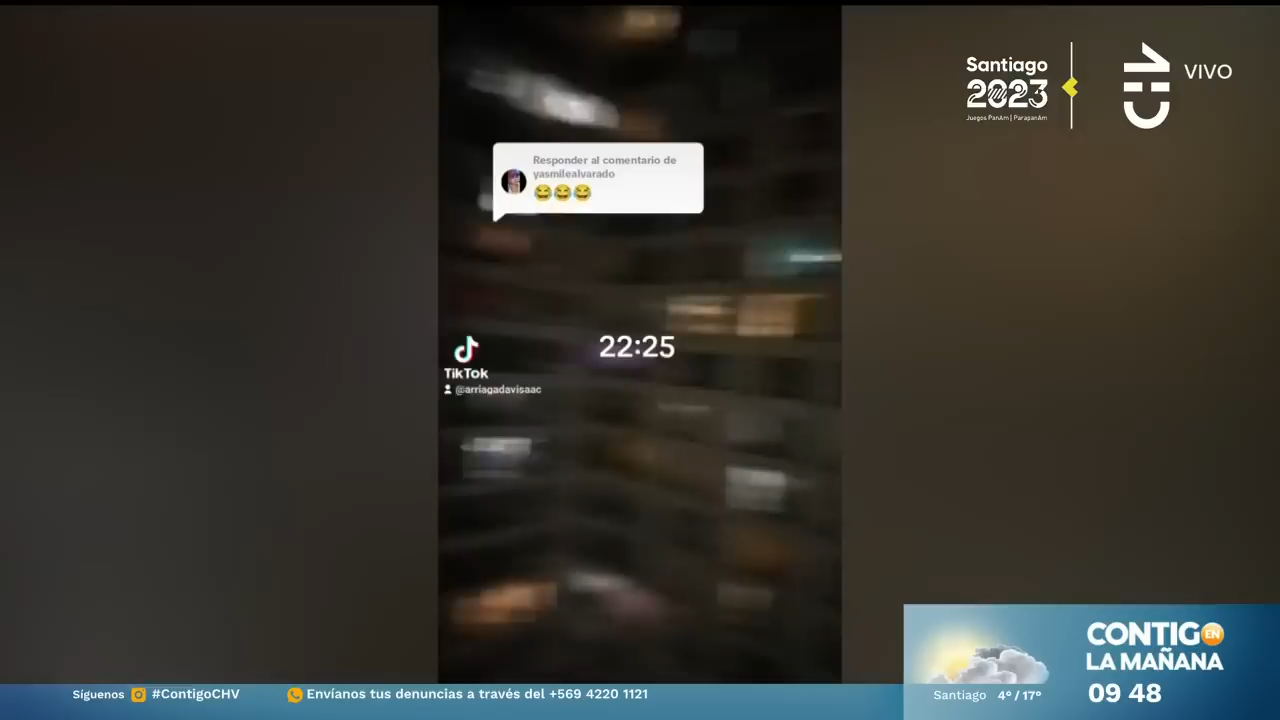 Santiago
2023
Juegos PanAm | ParapanAm
CHV
VIVO
Responder al comentario de
yasmilealvarado
😂😂😂
22:25
TikTok
@arriagadavisaac
CONTIGO EN
LA MAÑANA
Síguenos #ContigoCHV Envíanos tus denuncias a través del +569 4220 1121
Santiago 4°/17° 09 48